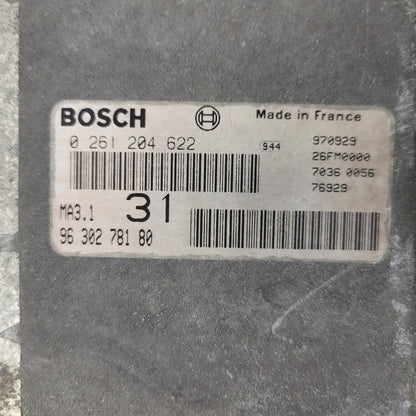 BOSCH Made in France
0 261 204 622 944 970929
26FM0000
7036 0056
76929
MA3.1 31
96 302 781 80